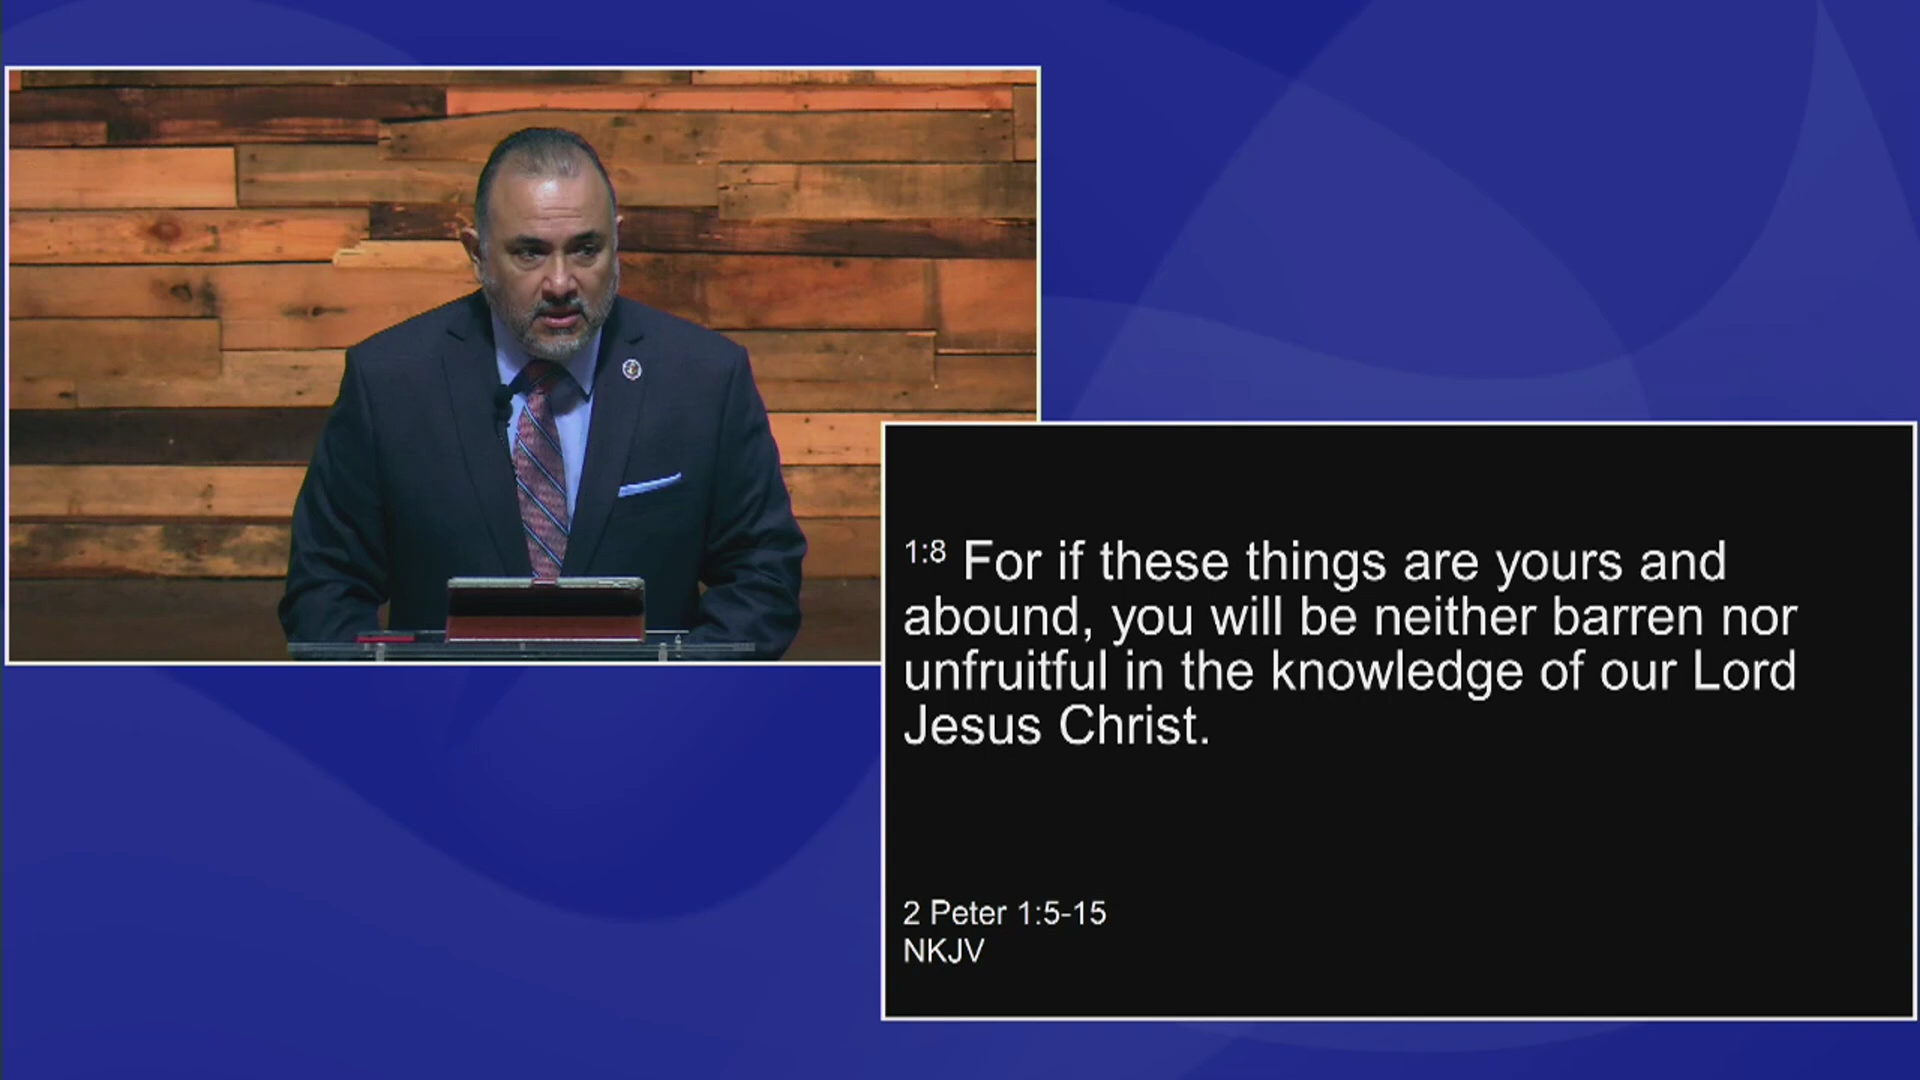 1:8 For if these things are yours and
abound, you will be neither barren nor
unfruitful in the knowledge of our Lord
Jesus Christ.
2 Peter 1:5-15
NKJV